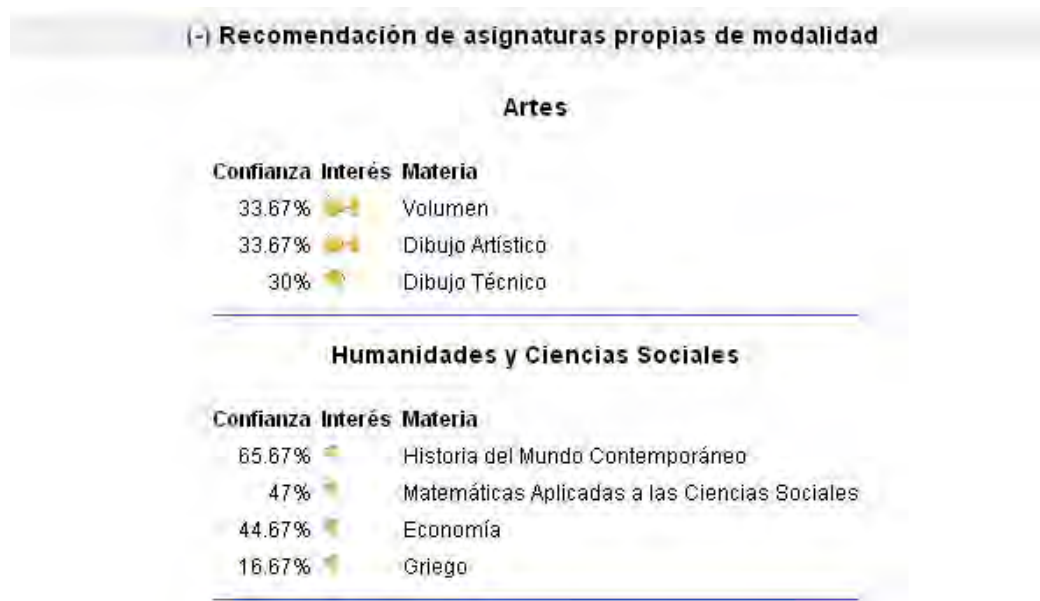 (-) Recomendación de asignaturas propias de modalidad
Artes
Confianza Interés Materia
33.67% Volumen
33.67% Dibujo Artístico
30% Dibujo Técnico
Humanidades y Ciencias Sociales
Confianza Interés Materia
65.67% Historia del Mundo Contemporáneo
47% Matemáticas Aplicadas a las Ciencias Sociales
44.67% Economía
16.67% Griego